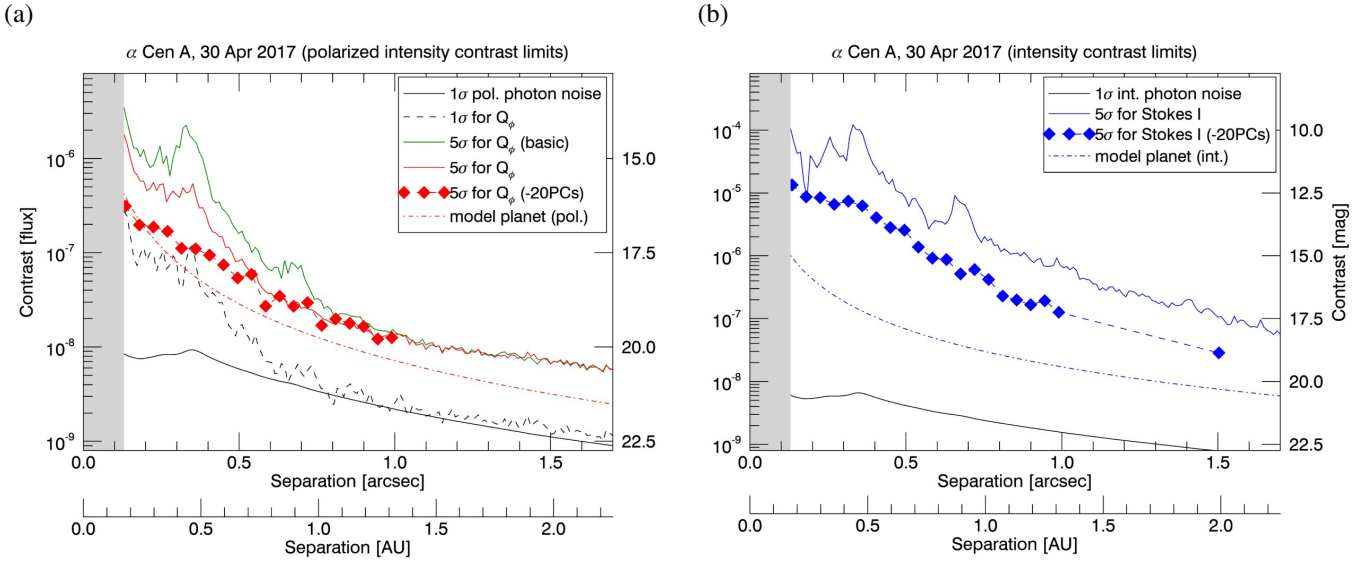 (a)
α Cen A, 30 Apr 2017 (polarized intensity contrast limits)
1σ pol. photon noise
1σ for Qϕ
5σ for Qϕ (basic)
5σ for Qϕ
5σ for Qϕ (-20PCs)
model planet (pol.)
Contrast [flux]
10⁻⁶
10⁻⁷
10⁻⁸
10⁻⁹
15.0
17.5
20.0
22.5
0.0 0.5 1.0 1.5
Separation [arcsec]
0.0 0.5 1.0 1.5 2.0
Separation [AU]
(b)
α Cen A, 30 Apr 2017 (intensity contrast limits)
1σ int. photon noise
5σ for Stokes I
5σ for Stokes I (-20PCs)
model planet (int.)
10⁻⁴
10⁻⁵
10⁻⁶
10⁻⁷
10⁻⁸
10⁻⁹
10.0
12.5
15.0
17.5
20.0
22.5
Contrast [mag]
0.0 0.5 1.0 1.5
Separation [arcsec]
0.0 0.5 1.0 1.5 2.0
Separation [AU]